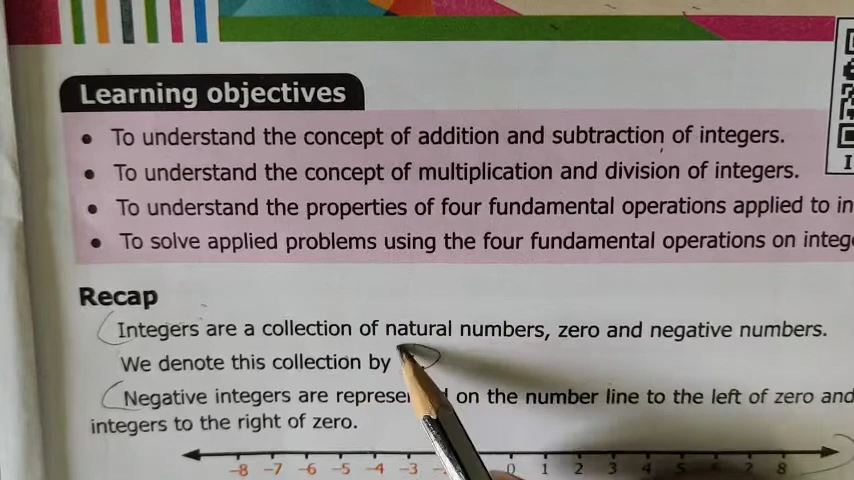 Learning objectives
• To understand the concept of addition and subtraction of integers.
• To understand the concept of multiplication and division of integers.
• To understand the properties of four fundamental operations applied to in
• To solve applied problems using the four fundamental operations on integ
Recap
Integers are a collection of natural numbers, zero and negative numbers.
We denote this collection by
Negative integers are represe on the number line to the left of zero and
integers to the right of zero.
-8 -7 -6 -5 -4 -3 0 1 2 3 4 5 6 7 8